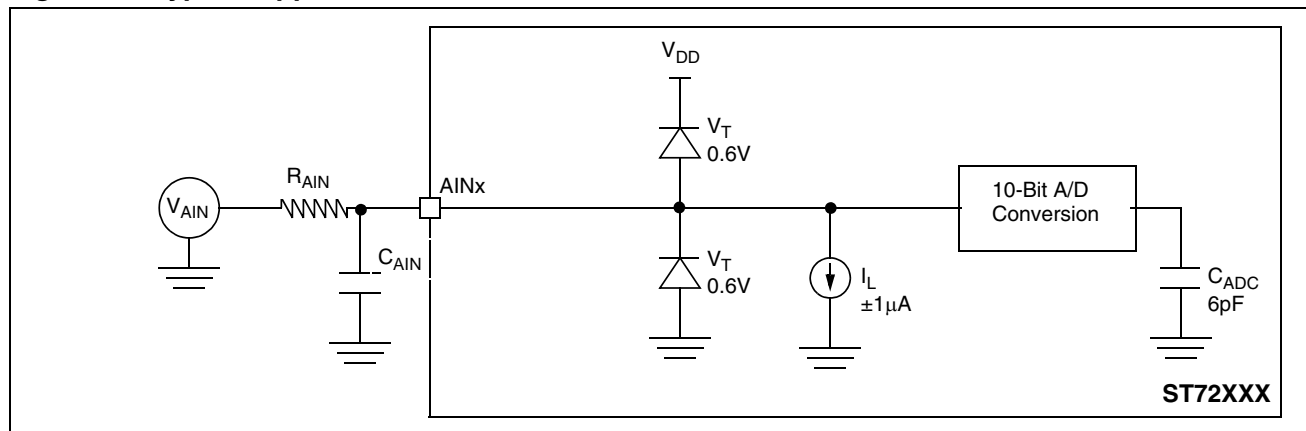 V_DD
V_T
0.6V
R_AIN
AINx
V_AIN
C_AIN
10-Bit A/D
Conversion
V_T
0.6V
I_L
±1μA
C_ADC
6pF
ST72XXX